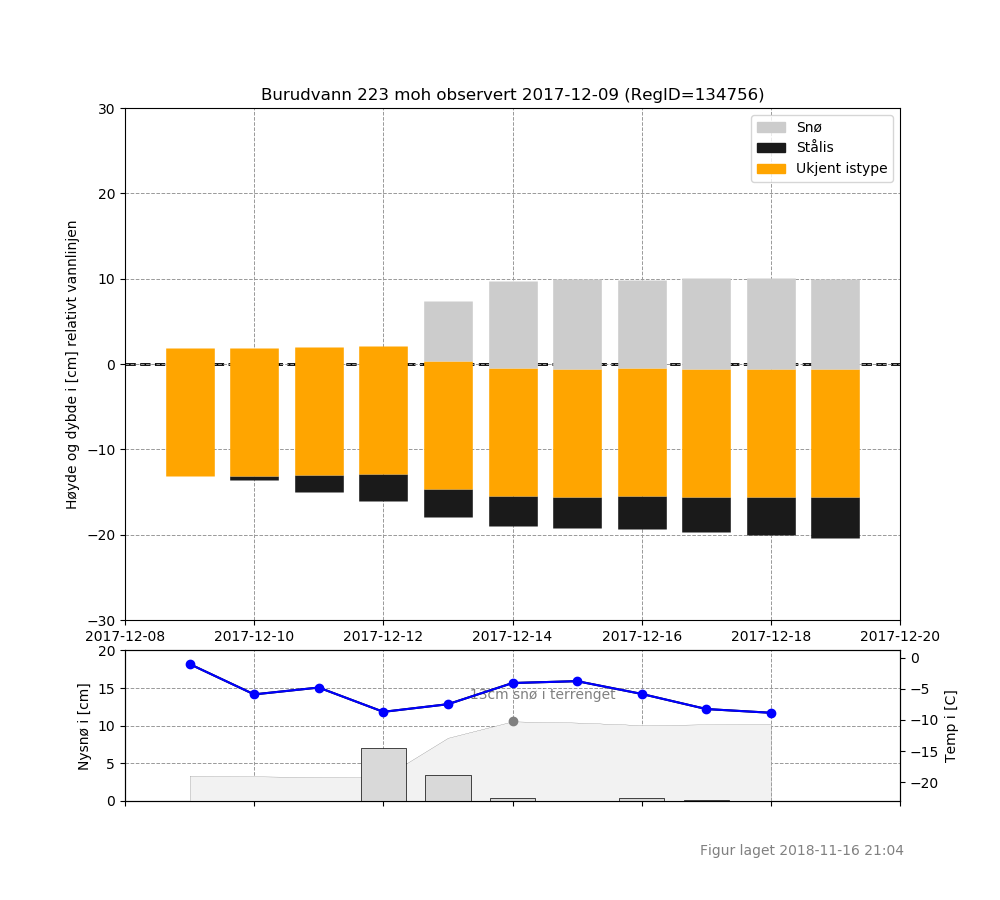 Burudvann 223 moh observert 2017-12-09 (RegID=134756)
Høyde og dybde i [cm] relativt vannlinjen
30
20
10
0
−10
−20
−30
Snø
Stålis
Ukjent istype
2017-12-08 2017-12-10 2017-12-12 2017-12-14 2017-12-16 2017-12-18 2017-12-20
Nysnø i [cm]
20
15
10
5
0
13cm snø i terrenget
0
−5
−10
−15
−20
Temp i [C]
Figur laget 2018-11-16 21:04